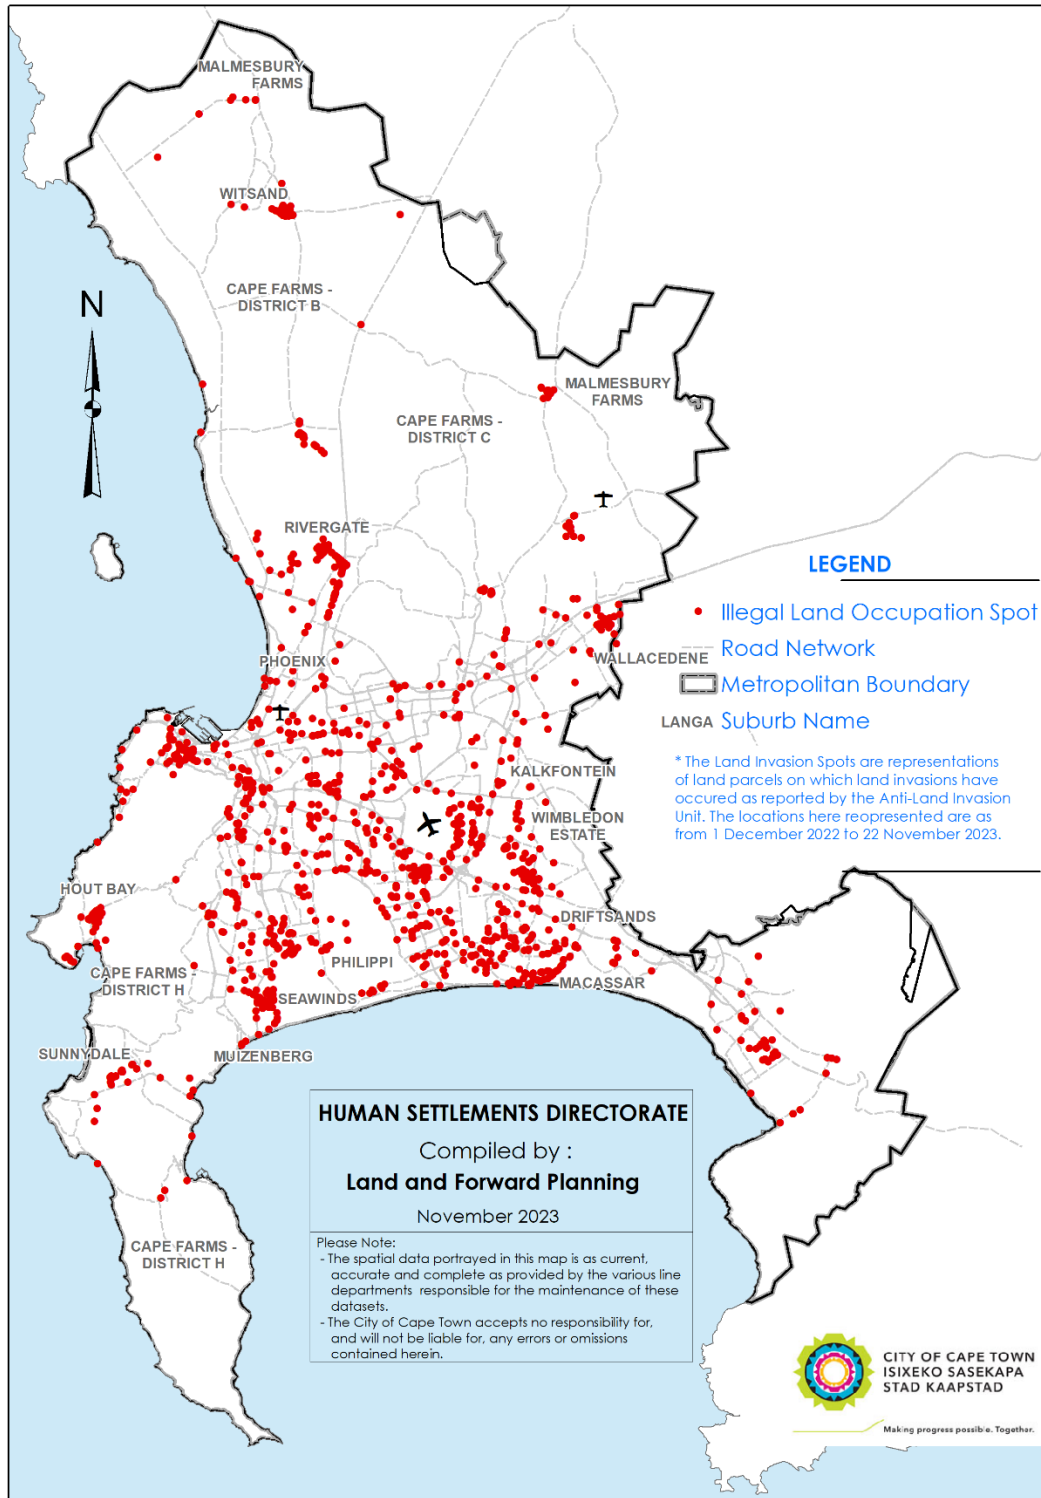 MALMESBURY
FARMS
WITSAND
CAPE FARMS -
DISTRICT B
N
MALMESBURY
FARMS
CAPE FARMS -
DISTRICT C
RIVERGATE
LEGEND
Illegal Land Occupation Spot
Road Network
Metropolitan Boundary
LANGA Suburb Name
* The Land Invasion Spots are representations
of land parcels on which land invasions have
occured as reported by the Anti-Land Invasion
Unit. The locations here reopresented are as
from 1 December 2022 to 22 November 2023.
PHOENIX
WALLACEDENE
KALKFONTEIN
WIMBLEDON
ESTATE
HOUT BAY
DRIFTSANDS
PHILIPPI
CAPE FARMS -
DISTRICT H
SEAWINDS
MACASSAR
SUNNYDALE
MUIZENBERG
HUMAN SETTLEMENTS DIRECTORATE
Compiled by :
Land and Forward Planning
November 2023
Please Note:
- The spatial data portrayed in this map is as current,
accurate and complete as provided by the various line
departments responsible for the maintenance of these
datasets.
- The City of Cape Town accepts no responsibility for,
and will not be liable for, any errors or omissions
contained herein.
CAPE FARMS -
DISTRICT H
CITY OF CAPE TOWN
ISIXEKO SASEKAPA
STAD KAAPSTAD
Making progress possible. Together.